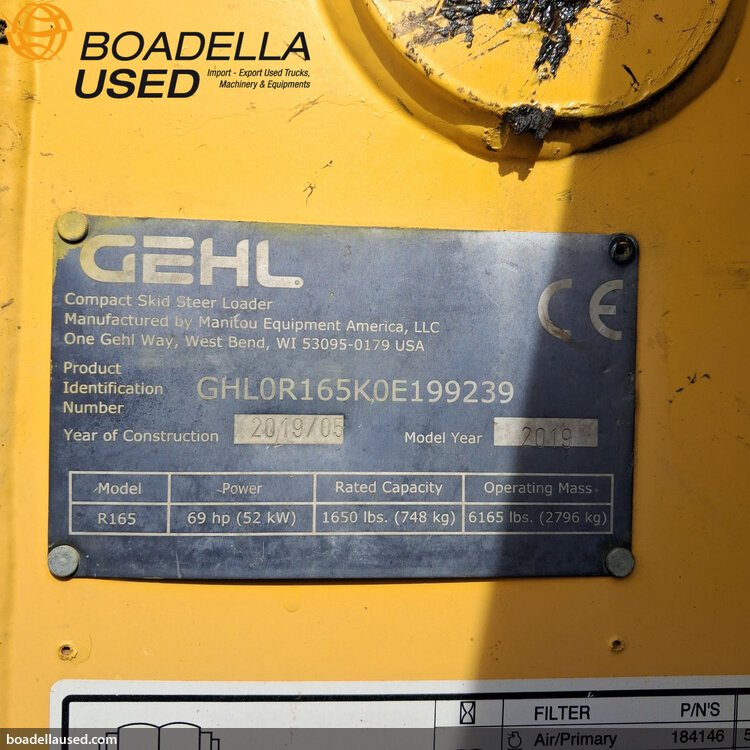 BOADELLA
USED Import - Export Used Trucks,
Machinery & Equipments
GEHL
Compact Skid Steer Loader
Manufactured by Manitou Equipment America, LLC
One Gehl Way, West Bend, WI 53095-0179 USA
Product
Identification
Number
GHL0R165K0E199239
CE
Year of Construction 2019/05 Model Year 2019
Model Power Rated Capacity Operating Mass
R165 69 hp (52 kW) 1650 lbs. (748 kg) 6165 lbs. (2796 kg)
FILTER P/N'S
Air/Primary 184146
boadellaused.com